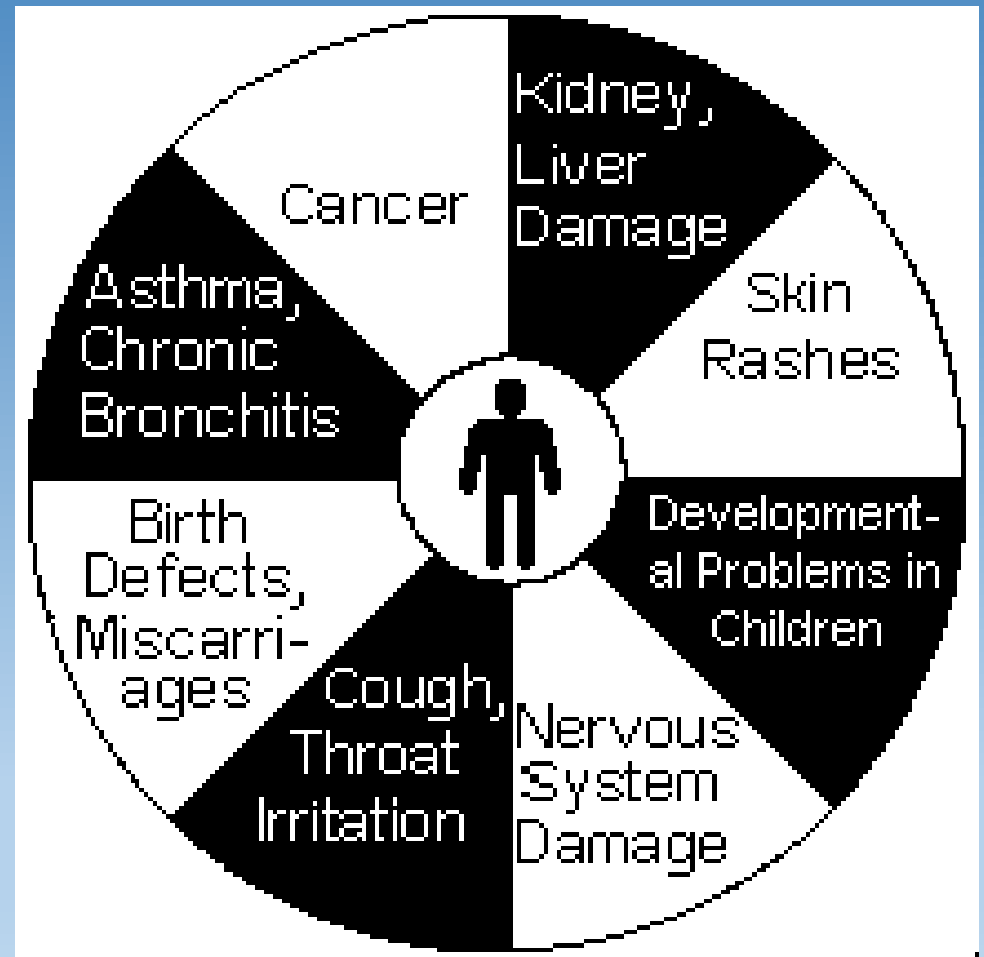 Kidney,
Liver
Damage
Skin
Rashes
Development-
al Problems in
Children
Nervous
System
Damage
Cough,
Throat
Irritation
Birth
Defects,
Miscarri-
ages
Asthma,
Chronic
Bronchitis
Cancer